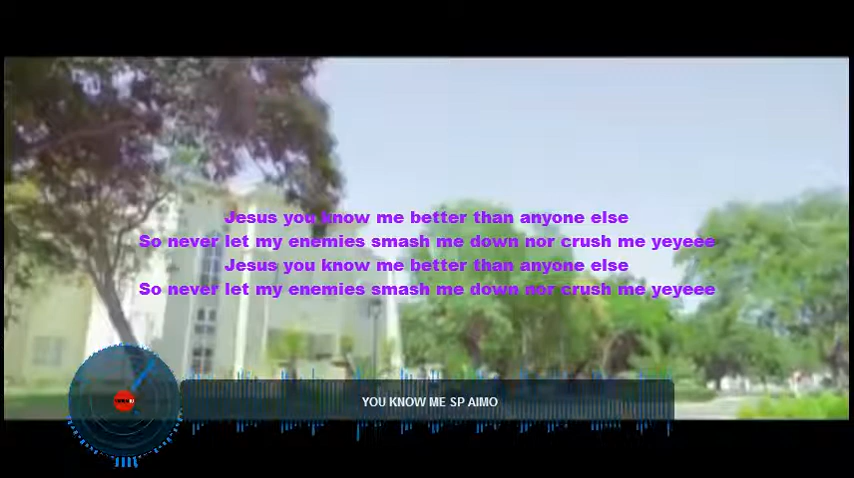 Jesus you know me better than anyone else
So never let my enemies smash me down nor crush me yeyeee
Jesus you know me better than anyone else
So never let my enemies smash me down nor crush me yeyeee
YOU KNOW ME SP AIMO